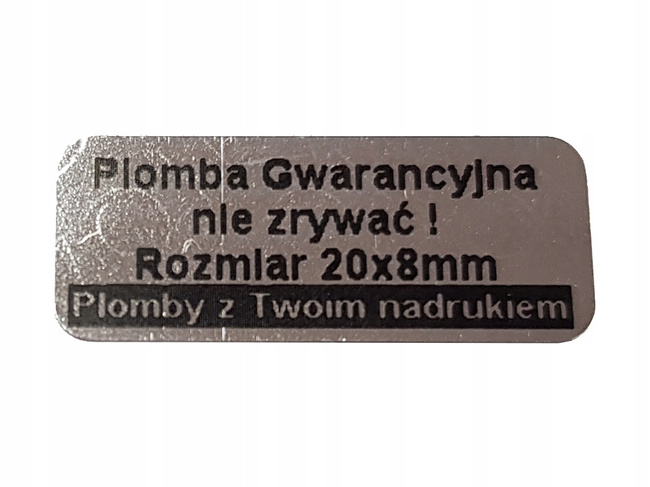 Plomba Gwarancyjna
nie zrywać !
Rozmiar 20x8mm
Plomby z Twoim nadrukiem